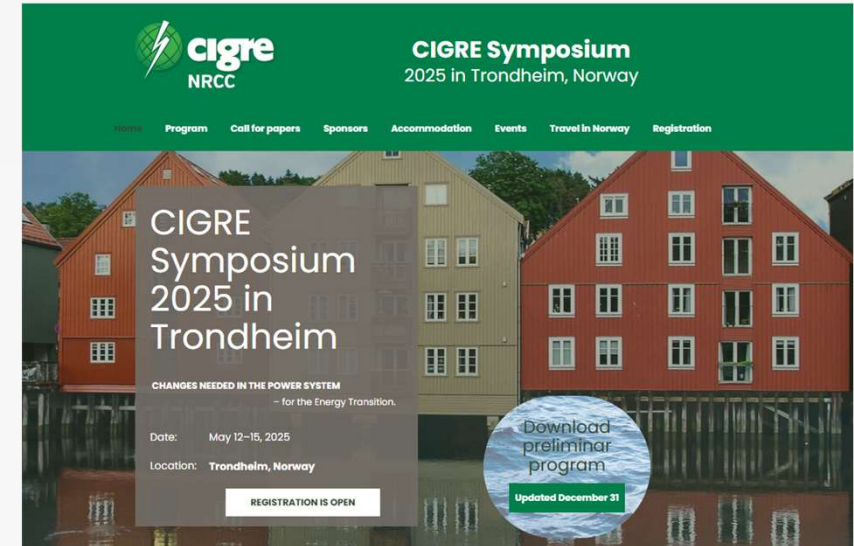 cigre
NRCC
CIGRE Symposium
2025 in Trondheim, Norway
Home Program Call for papers Sponsors Accommodation Events Travel in Norway Registration
CIGRE
Symposium
2025 in
Trondheim
CHANGES NEEDED IN THE POWER SYSTEM
– for the Energy Transition.
Date: May 12–15, 2025
Location: Trondheim, Norway
REGISTRATION IS OPEN
Download
preliminar
program
Updated December 31